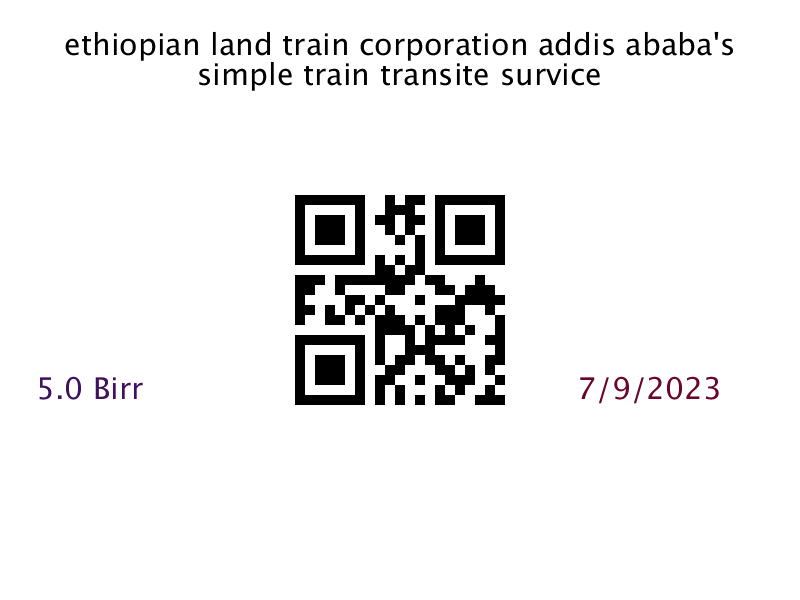 ethiopian land train corporation addis ababa's
simple train transite survice
5.0 Birr
7/9/2023